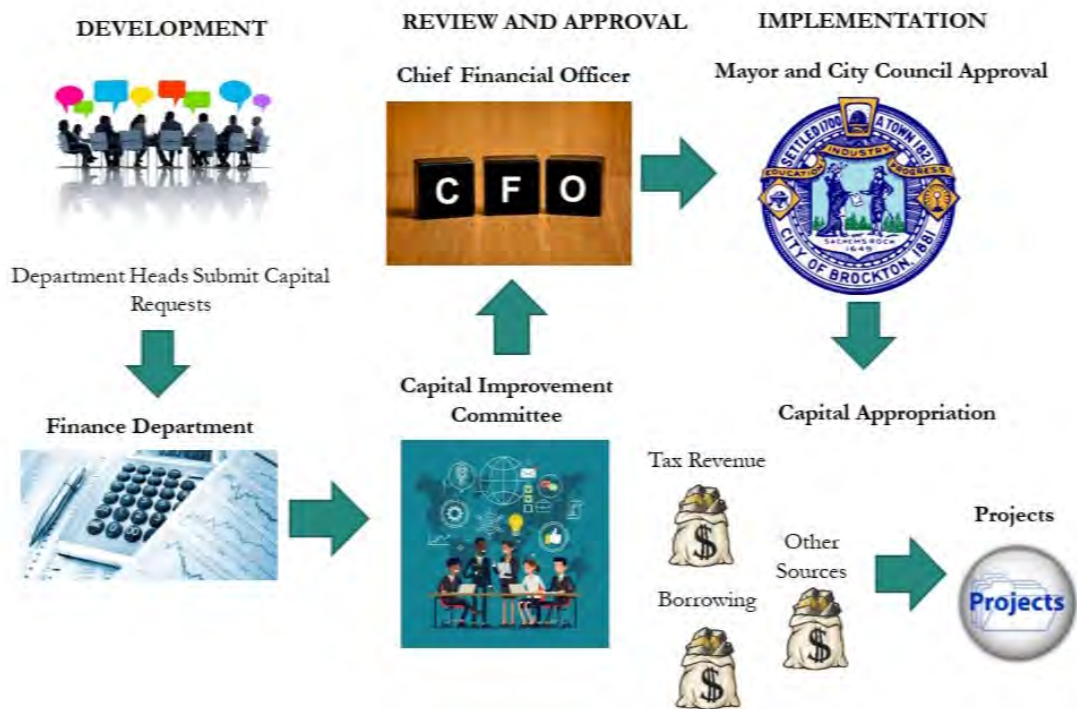 DEVELOPMENT
REVIEW AND APPROVAL
IMPLEMENTATION
Chief Financial Officer
Mayor and City Council Approval
C F O
SETTLED 1700 A TOWN 1821
INDUSTRY
EDUCATION PROGRESS
SACHEM'S ROCK
1649
CITY OF BROCKTON, 1881
Department Heads Submit Capital
Requests
Finance Department
Capital Improvement
Committee
Capital Appropriation
Tax Revenue
$
Other
Sources
$
Borrowing
$
Projects
Projects